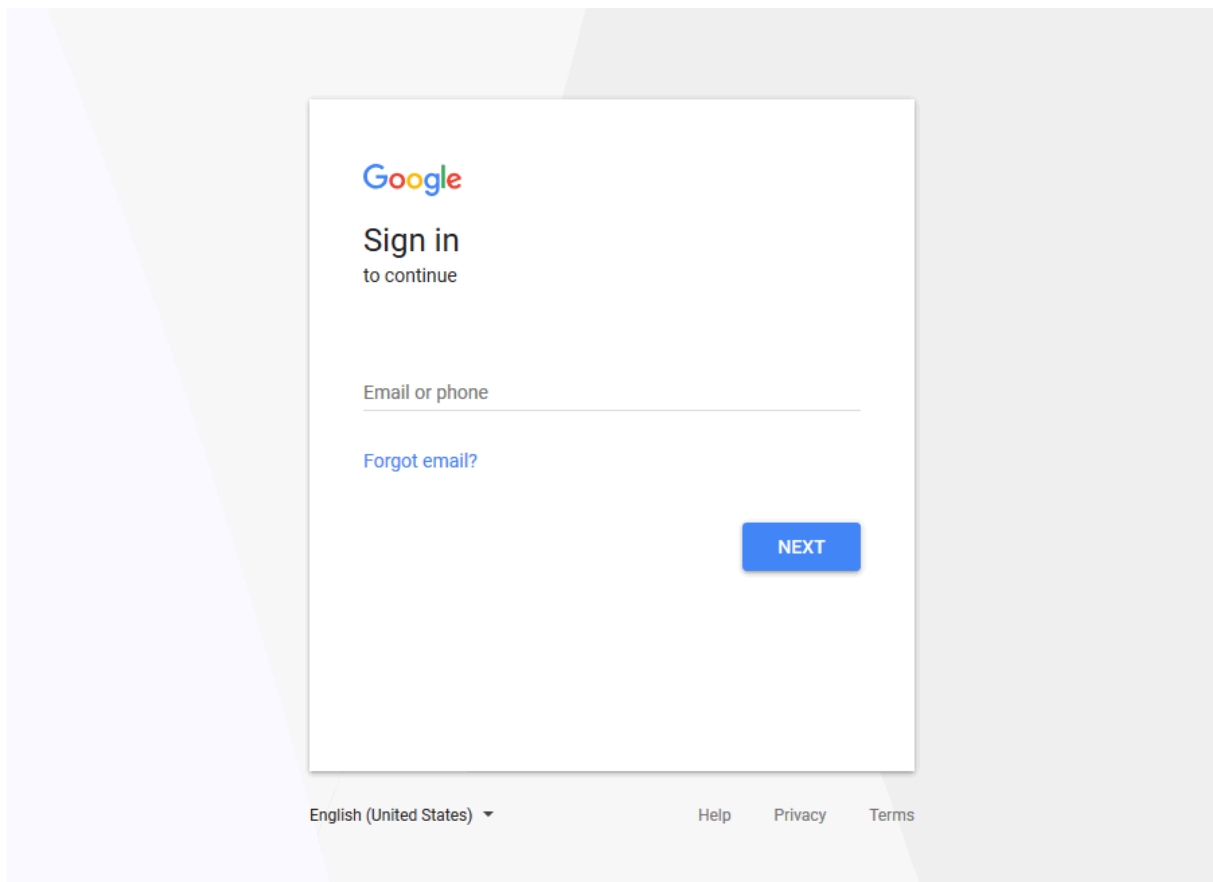 Google
Sign in
to continue
Email or phone
Forgot email?
NEXT
English (United States)
Help Privacy Terms